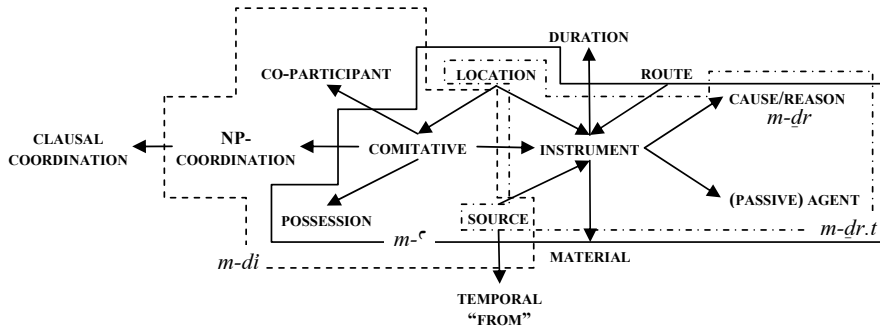 DURATION
CO-PARTICIPANT
LOCATION
ROUTE
CAUSE/REASON
m-ḏr
CLAUSAL
COORDINATION
NP-
COORDINATION
COMITATIVE
INSTRUMENT
POSSESSION
SOURCE
(PASSIVE) AGENT
m-ḏr.t
m-ꜥ
m-di
MATERIAL
TEMPORAL
“FROM”